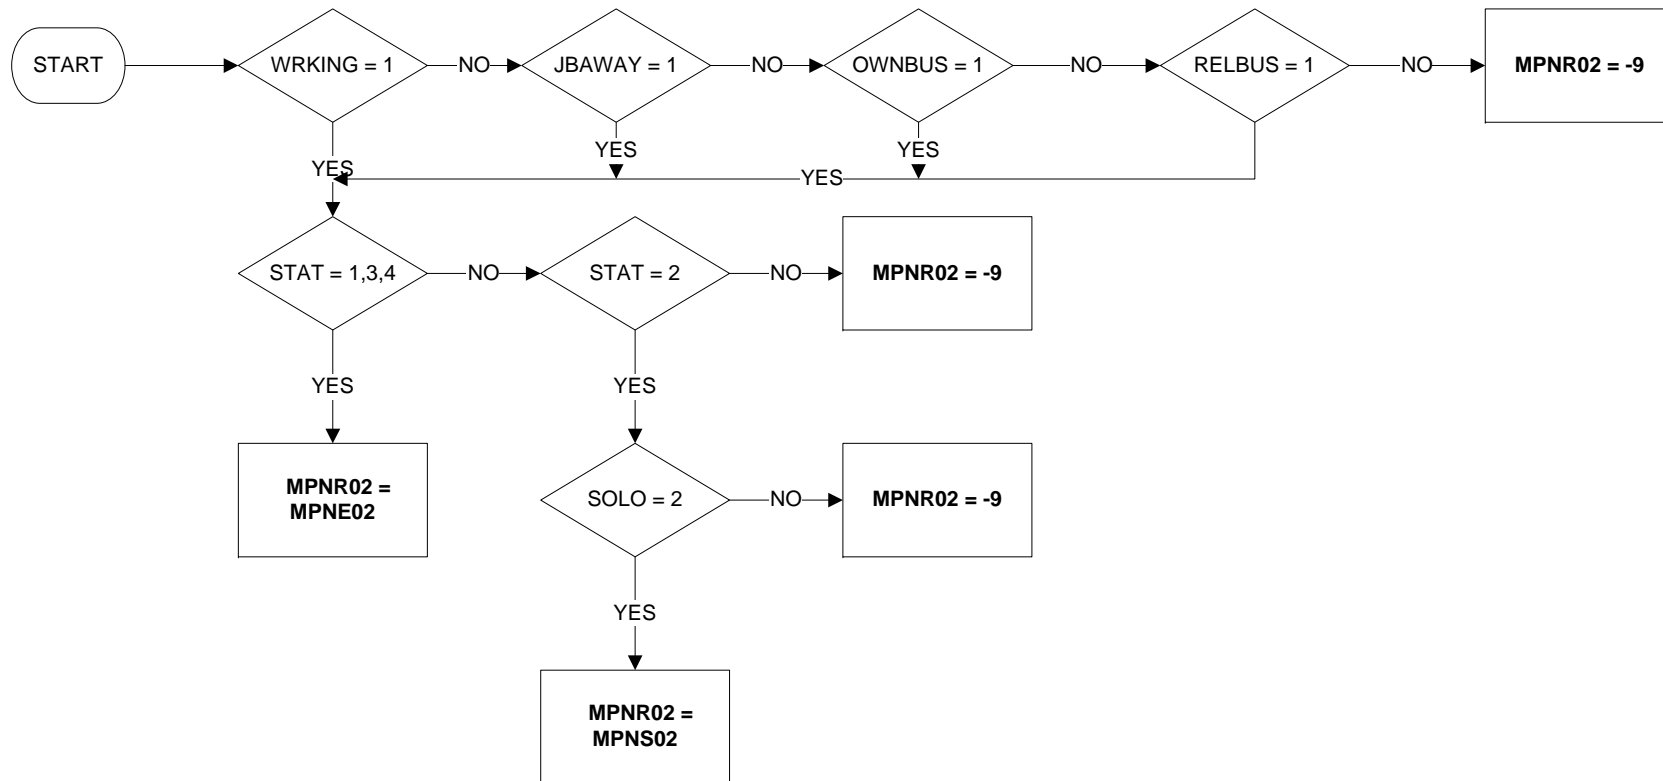 START
WRKING = 1
NO
JBAWAY = 1
NO
OWNBUS = 1
NO
RELBUS = 1
NO
MPNR02 = -9
YES
YES
YES
YES
STAT = 1,3,4
NO
STAT = 2
NO
MPNR02 = -9
YES
YES
MPNR02 =
MPNE02
SOLO = 2
NO
MPNR02 = -9
YES
MPNR02 =
MPNS02